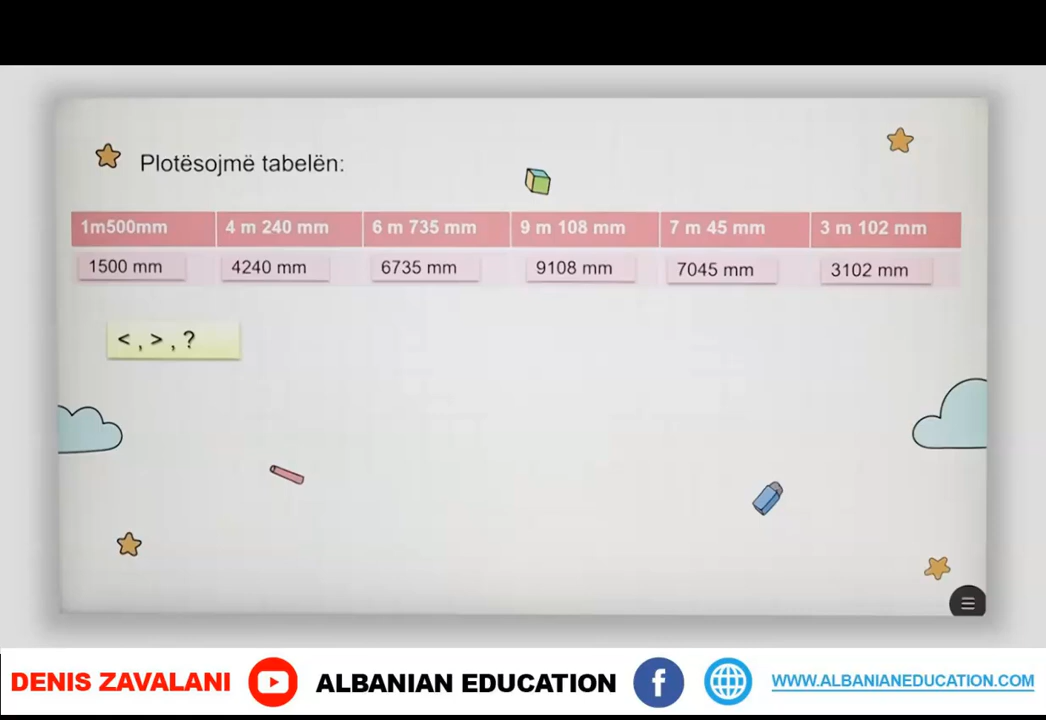 Plotësojmë tabelën:
1m500mm 4 m 240 mm 6 m 735 mm 9 m 108 mm 7 m 45 mm 3 m 102 mm
1500 mm 4240 mm 6735 mm 9108 mm 7045 mm 3102 mm
< , > , ?
DENIS ZAVALANI ALBANIAN EDUCATION f WWW.ALBANIANEDUCATION.COM